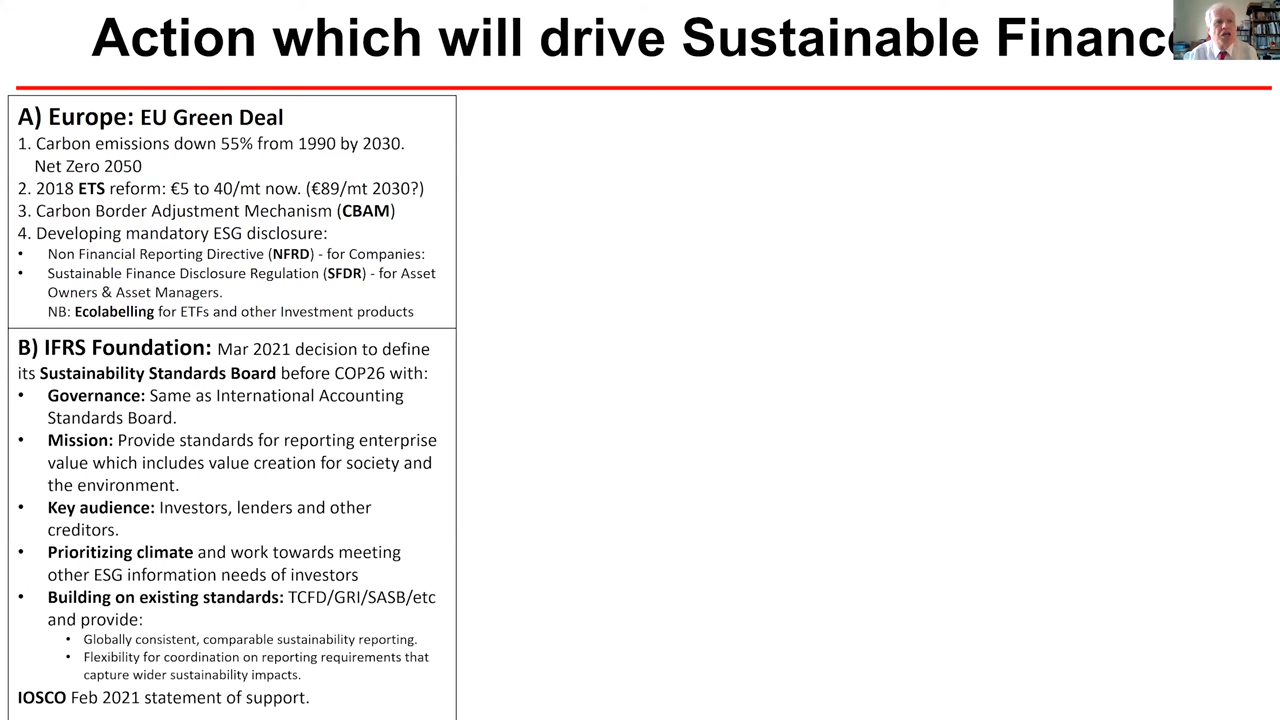 Action which will drive Sustainable Financ
A) Europe: EU Green Deal
1. Carbon emissions down 55% from 1990 by 2030.
Net Zero 2050
2. 2018 ETS reform: €5 to 40/mt now. (€89/mt 2030?)
3. Carbon Border Adjustment Mechanism (CBAM)
4. Developing mandatory ESG disclosure:
• Non Financial Reporting Directive (NFRD) - for Companies:
• Sustainable Finance Disclosure Regulation (SFDR) - for Asset
Owners & Asset Managers.
NB: Ecolabelling for ETFs and other Investment products
B) IFRS Foundation: Mar 2021 decision to define
its Sustainability Standards Board before COP26 with:
• Governance: Same as International Accounting
Standards Board.
• Mission: Provide standards for reporting enterprise
value which includes value creation for society and
the environment.
• Key audience: Investors, lenders and other
creditors.
• Prioritizing climate and work towards meeting
other ESG information needs of investors
• Building on existing standards: TCFD/GRI/SASB/etc
and provide:
• Globally consistent, comparable sustainability reporting.
• Flexibility for coordination on reporting requirements that
capture wider sustainability impacts.
IOSCO Feb 2021 statement of support.